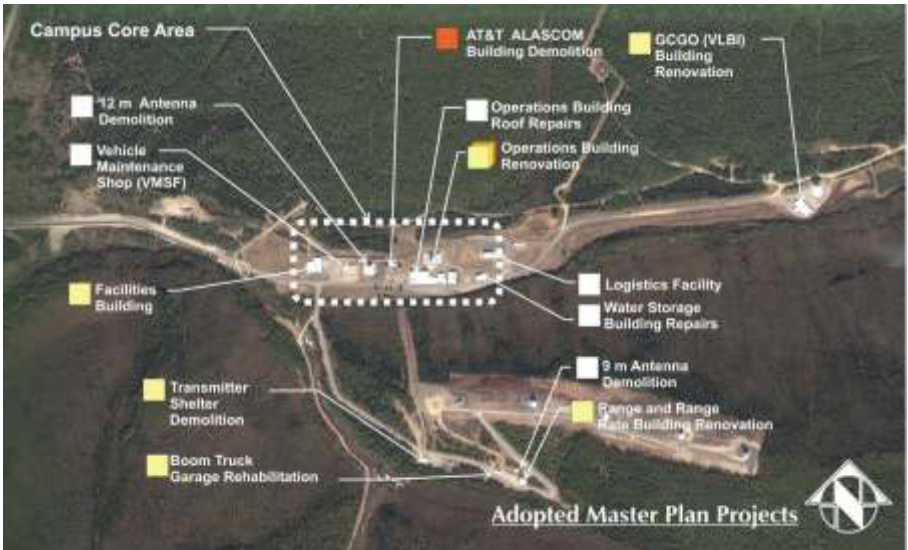 Campus Core Area
AT&T ALASCOM
Building Demolition
GCGO (VLBI)
Building
Renovation
12 m Antenna
Demolition
Operations Building
Roof Repairs
Vehicle
Maintenance
Shop (VMSF)
Operations Building
Renovation
Facilities
Building
Logistics Facility
Water Storage
Building Repairs
9 m Antenna
Demolition
Transmitter
Shelter
Demolition
Range and Range
Rate Building Renovation
Boom Truck
Garage Rehabilitation
Adopted Master Plan Projects
N